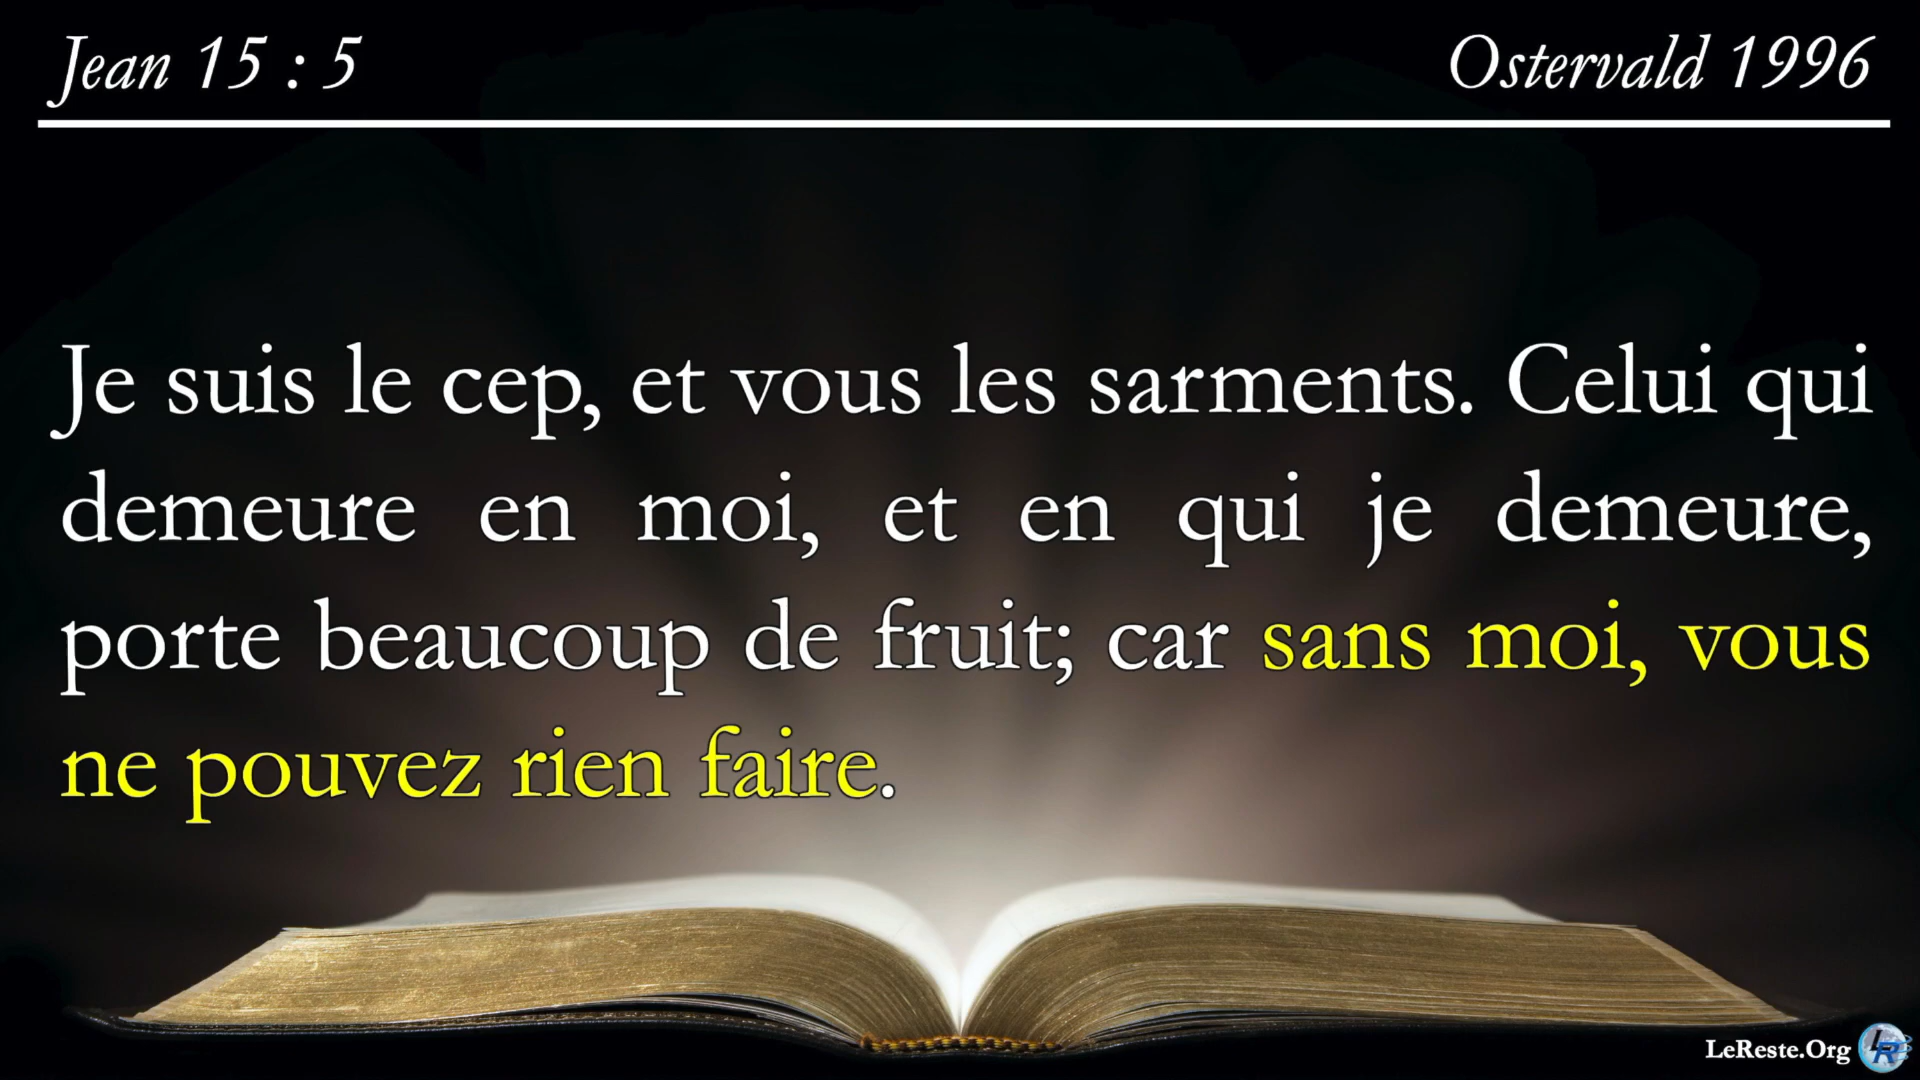 Jean 15 : 5
Ostervald 1996
Je suis le cep, et vous les sarments. Celui qui
demeure en moi, et en qui je demeure,
porte beaucoup de fruit; car sans moi, vous
ne pouvez rien faire.
LeReste.Org
LR